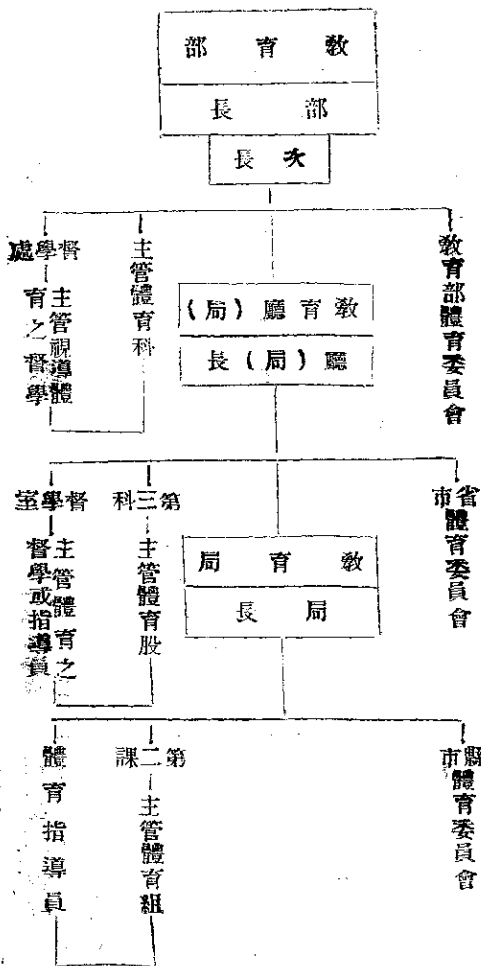 教育部
部長
次長
教育部體育委員會
主管體育科
督學處
主管視導體
育之督學
教育廳(局)
廳(局)長
省市體育委員會
第三科
主管體育股
督學室
主管體育之
督學或指導員
教育局
局長
縣市體育委員會
第二課
主管體育組
體育指導員